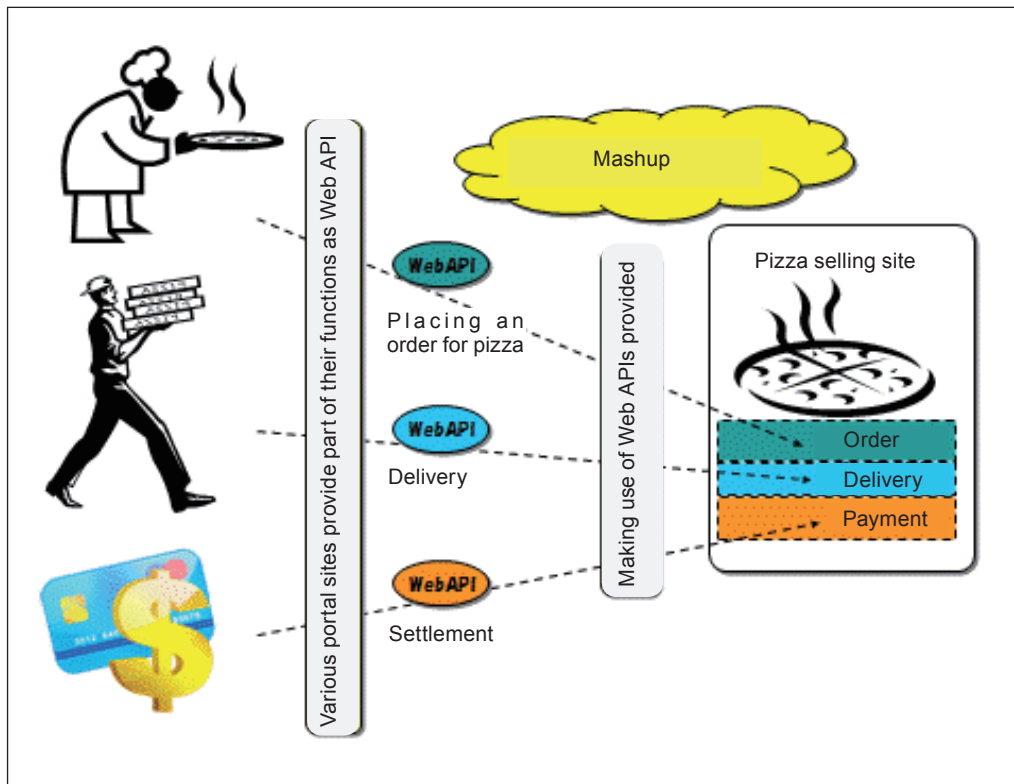 Mashup
Various portal sites provide part of their functions as Web API
WebAPI
Placing an
order for pizza
WebAPI
Delivery
WebAPI
Settlement
Making use of Web APIs provided
Pizza selling site
Order
Delivery
Payment